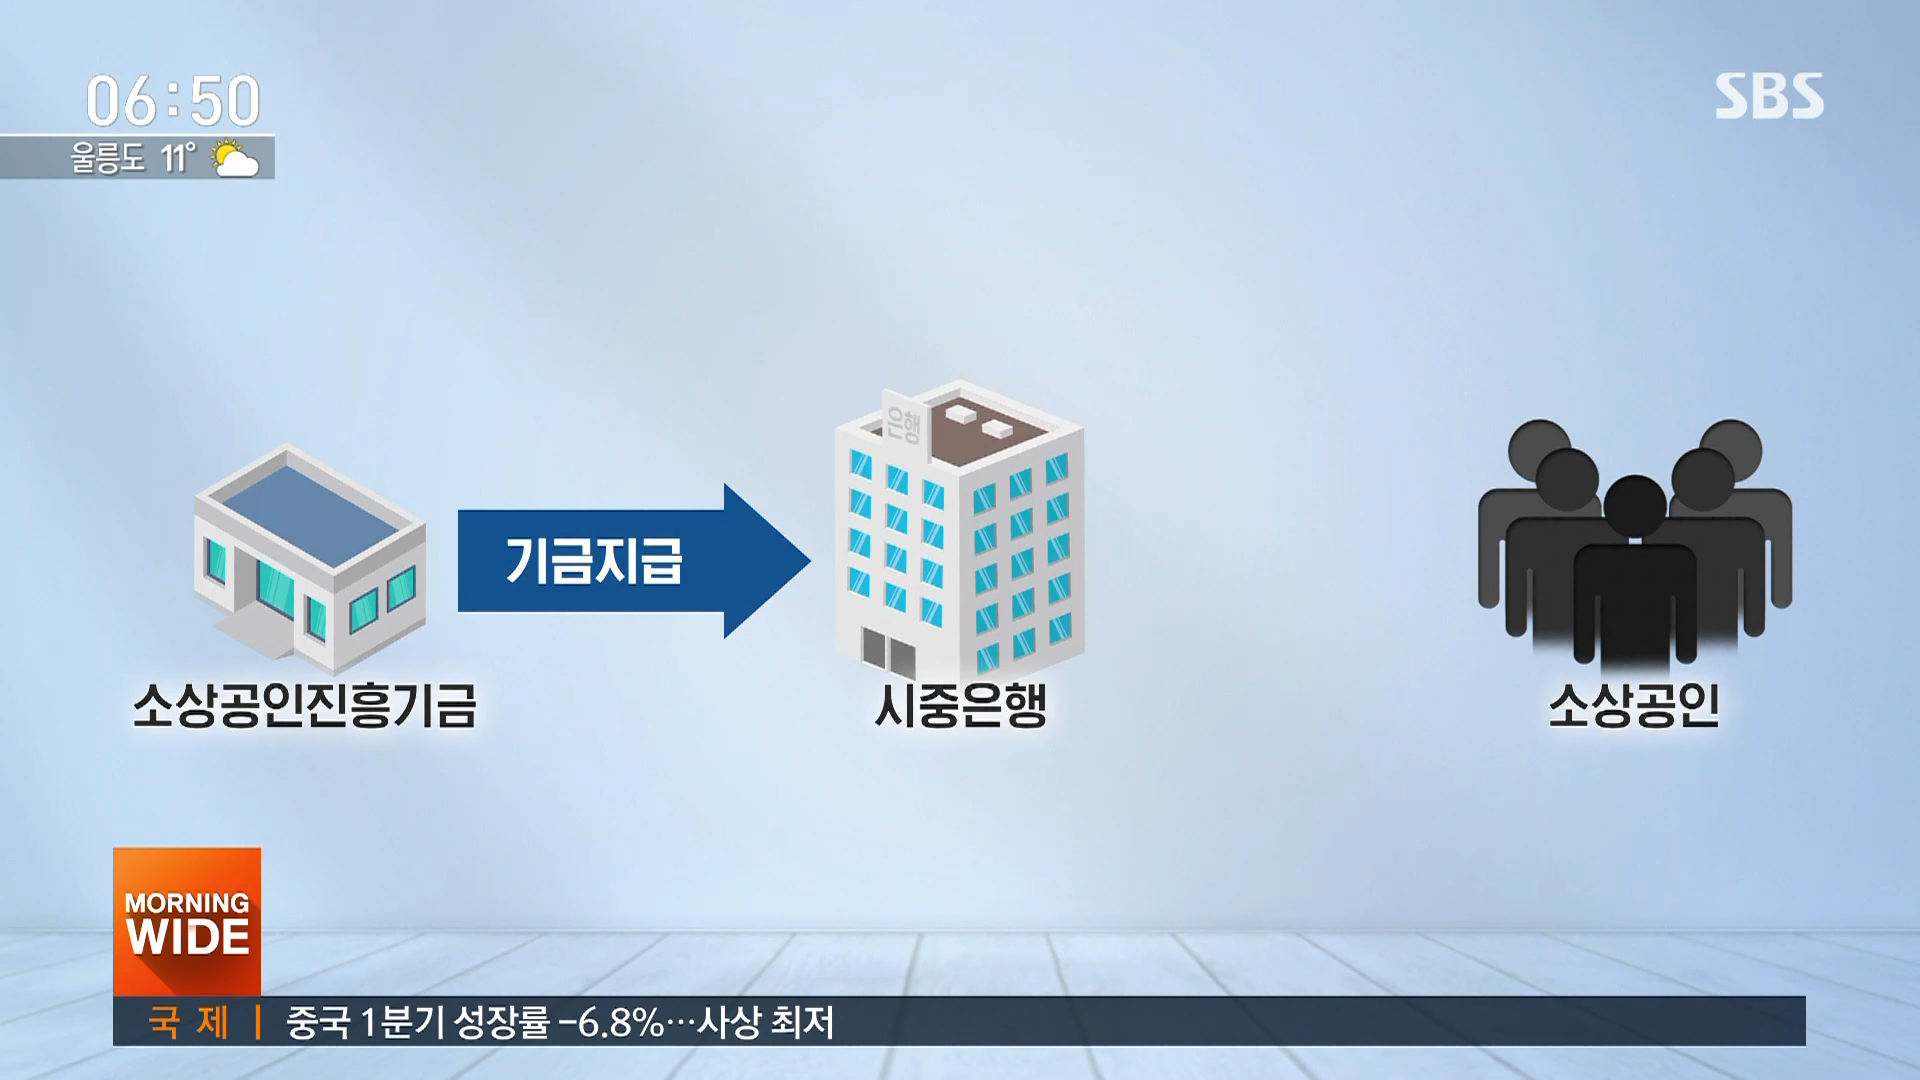 06:50
SBS
울릉도 11°
은행
기금지급
소상공인진흥기금
시중은행
소상공인
MORNING
WIDE
국 제 | 중국 1분기 성장률 -6.8%…사상 최저